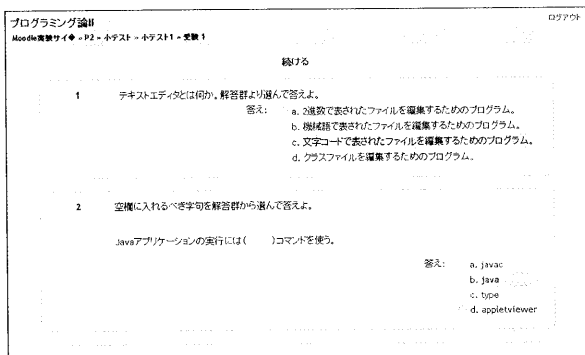 プログラミング論II
ログアウト
Moodle実験サイト » P2 » 小テスト » 小テスト1 » 受験 1
続ける
1 テキストエディタとは何か。解答群より選んで答えよ。
答え: a. 2進数で表されたファイルを編集するためのプログラム。
b. 機械語で表されたファイルを編集するためのプログラム。
c. 文字コードで表されたファイルを編集するためのプログラム。
d. クラスファイルを編集するためのプログラム。
2 空欄に入れるべき字句を解答群から選んで答えよ。
Javaアプリケーションの実行には( )コマンドを使う。
答え: a. javac
b. java
c. type
d. appletviewer